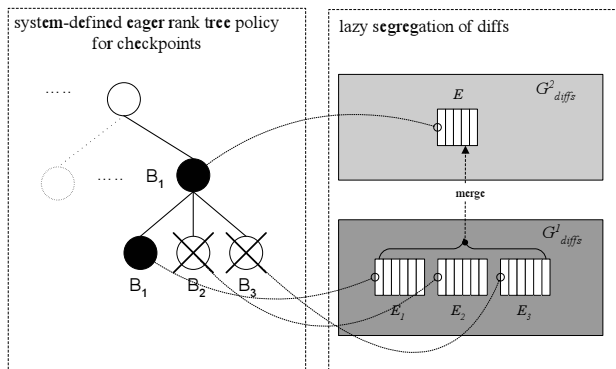 system-defined eager rank tree policy
for checkpoints
.....
.....
B1
B1
B2
B3
lazy segregation of diffs
G2diffs
E
merge
G1diffs
E1
E2
E3